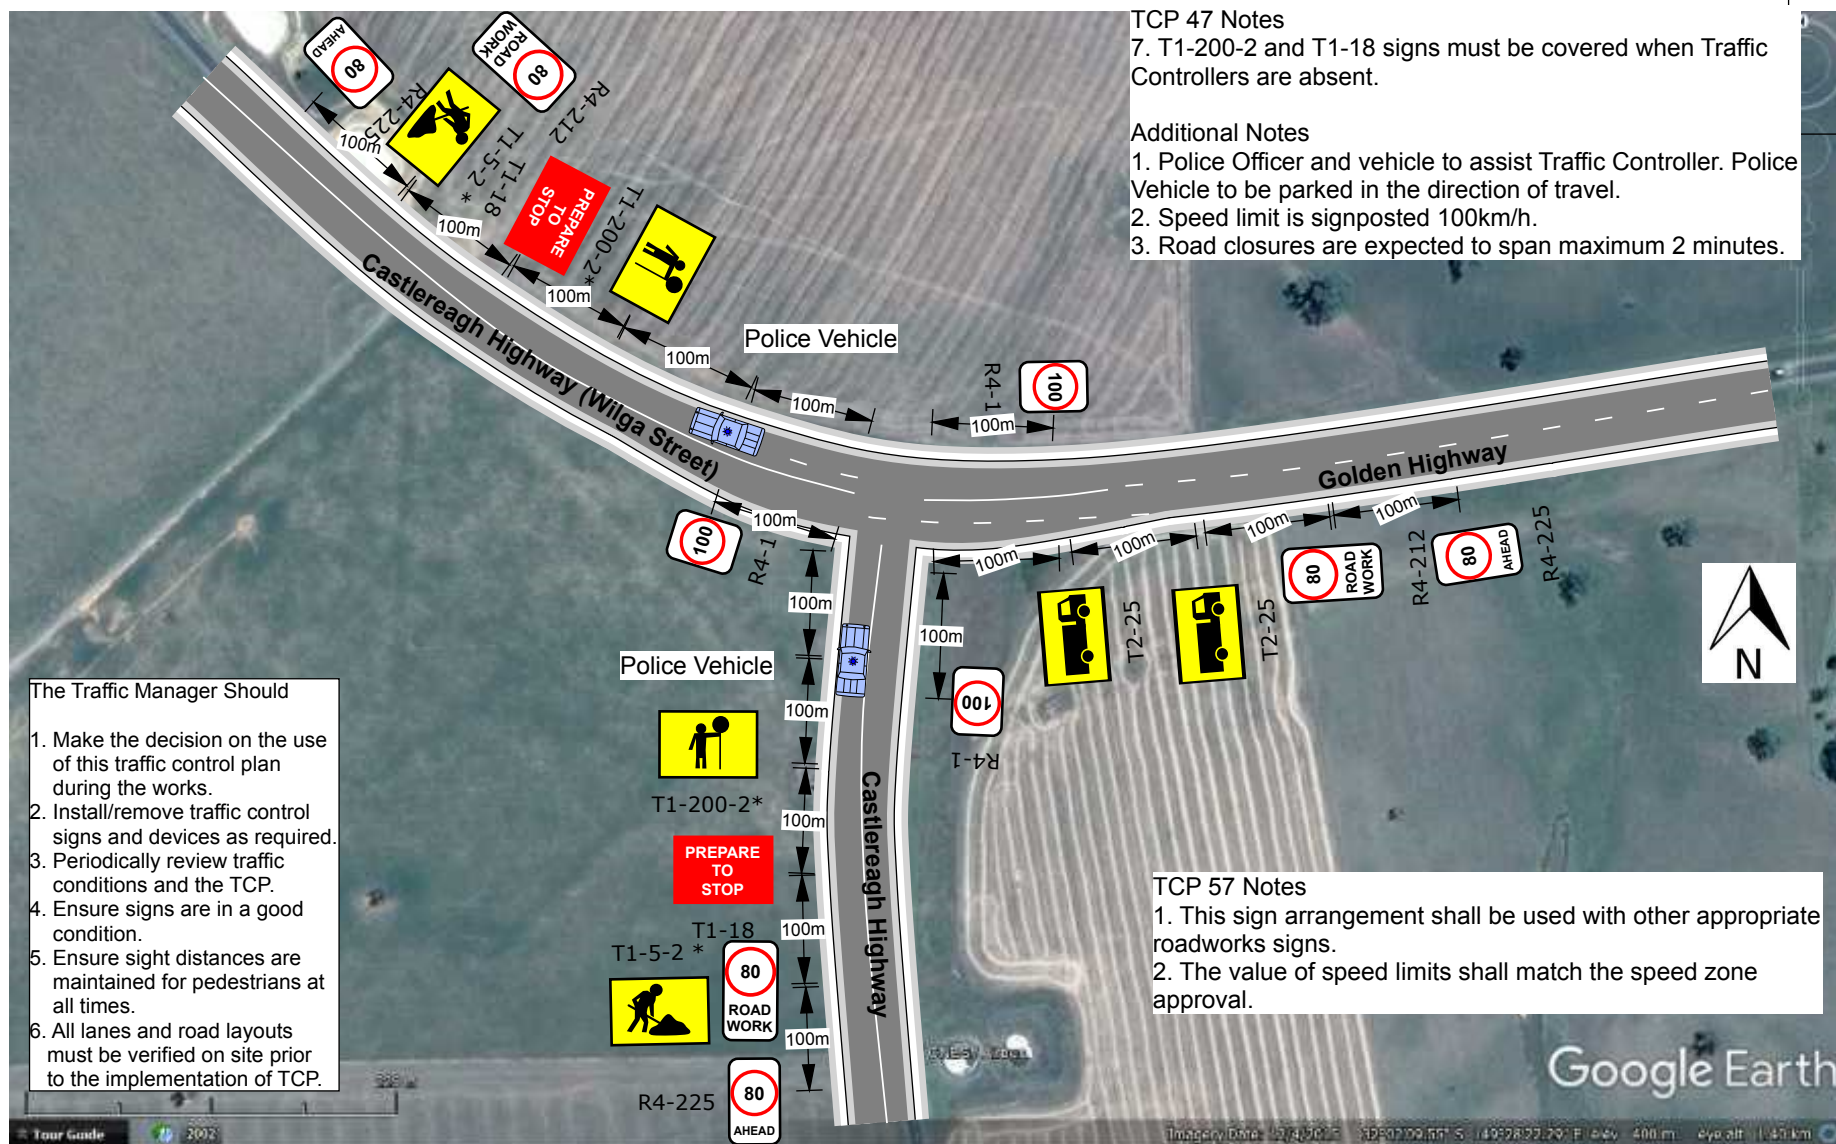 TCP 47 Notes
7. T1-200-2 and T1-18 signs must be covered when Traffic
Controllers are absent.
Additional Notes
1. Police Officer and vehicle to assist Traffic Controller. Police
Vehicle to be parked in the direction of travel.
2. Speed limit is signposted 100km/h.
3. Road closures are expected to span maximum 2 minutes.
80
AHEAD
R4-225
100m
ROAD
WORK
80
R4-212
T1-5-2 *
100m
T1-18
PREPARE
TO
STOP
100m
T1-200-2*
100m
Police Vehicle
100m
R4-1
100
100m
Castlereagh Highway (Wilga Street)
Golden Highway
100m
100
R4-1
100m
100m
100m
100m
80
ROAD
WORK
R4-212
80
AHEAD
R4-225
T2-25
T2-25
N
100m
100m
100
R4-1
Police Vehicle
100m
T1-200-2*
100m
PREPARE
TO
STOP
T1-18
100m
T1-5-2 *
80
ROAD
WORK
100m
R4-225
80
AHEAD
Castlereagh Highway
The Traffic Manager Should
1. Make the decision on the use
of this traffic control plan
during the works.
2. Install/remove traffic control
signs and devices as required.
3. Periodically review traffic
conditions and the TCP.
4. Ensure signs are in a good
condition.
5. Ensure sight distances are
maintained for pedestrians at
all times.
6. All lanes and road layouts
must be verified on site prior
to the implementation of TCP.
TCP 57 Notes
1. This sign arrangement shall be used with other appropriate
roadworks signs.
2. The value of speed limits shall match the speed zone
approval.
Google Earth
Tour Guide
2002
Imagery Date:
eye alt